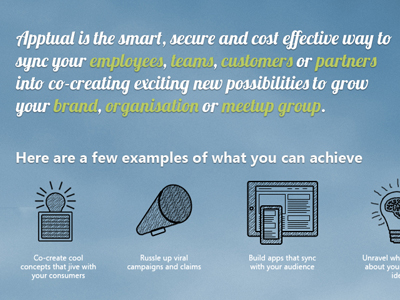 Apptual is the smart, secure and cost effective way to
sync your employees, teams, customers or partners
into co-creating exciting new possibilities to grow
your brand, organisation or meetup group.
Here are a few examples of what you can achieve
Co-create cool
concepts that jive with
your consumers
Russle up viral
campaigns and claims
Build apps that sync
with your audience
Unravel wh
about you
ide